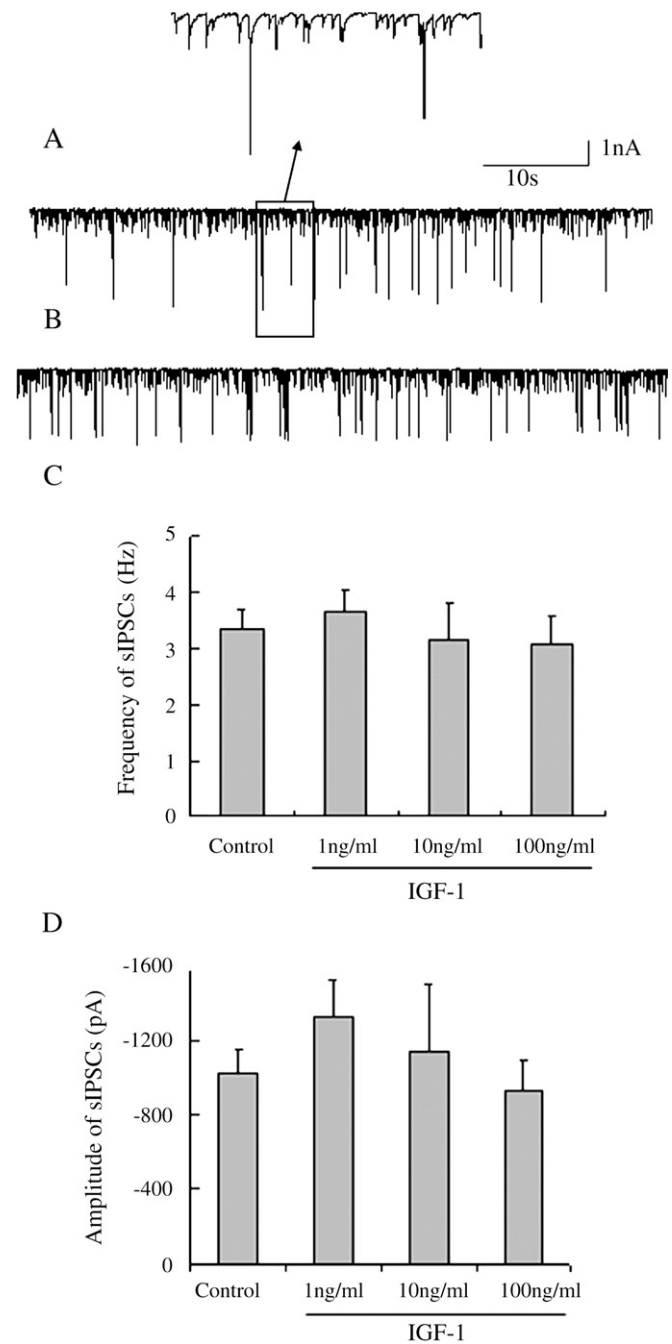 A
1nA
10s
B
C
Frequency of sIPSCs (Hz)
5
4
3
2
1
0
Control 1ng/ml 10ng/ml 100ng/ml
IGF-1
D
Amplitude of sIPSCs (pA)
-1600
-1200
-800
-400
0
Control 1ng/ml 10ng/ml 100ng/ml
IGF-1